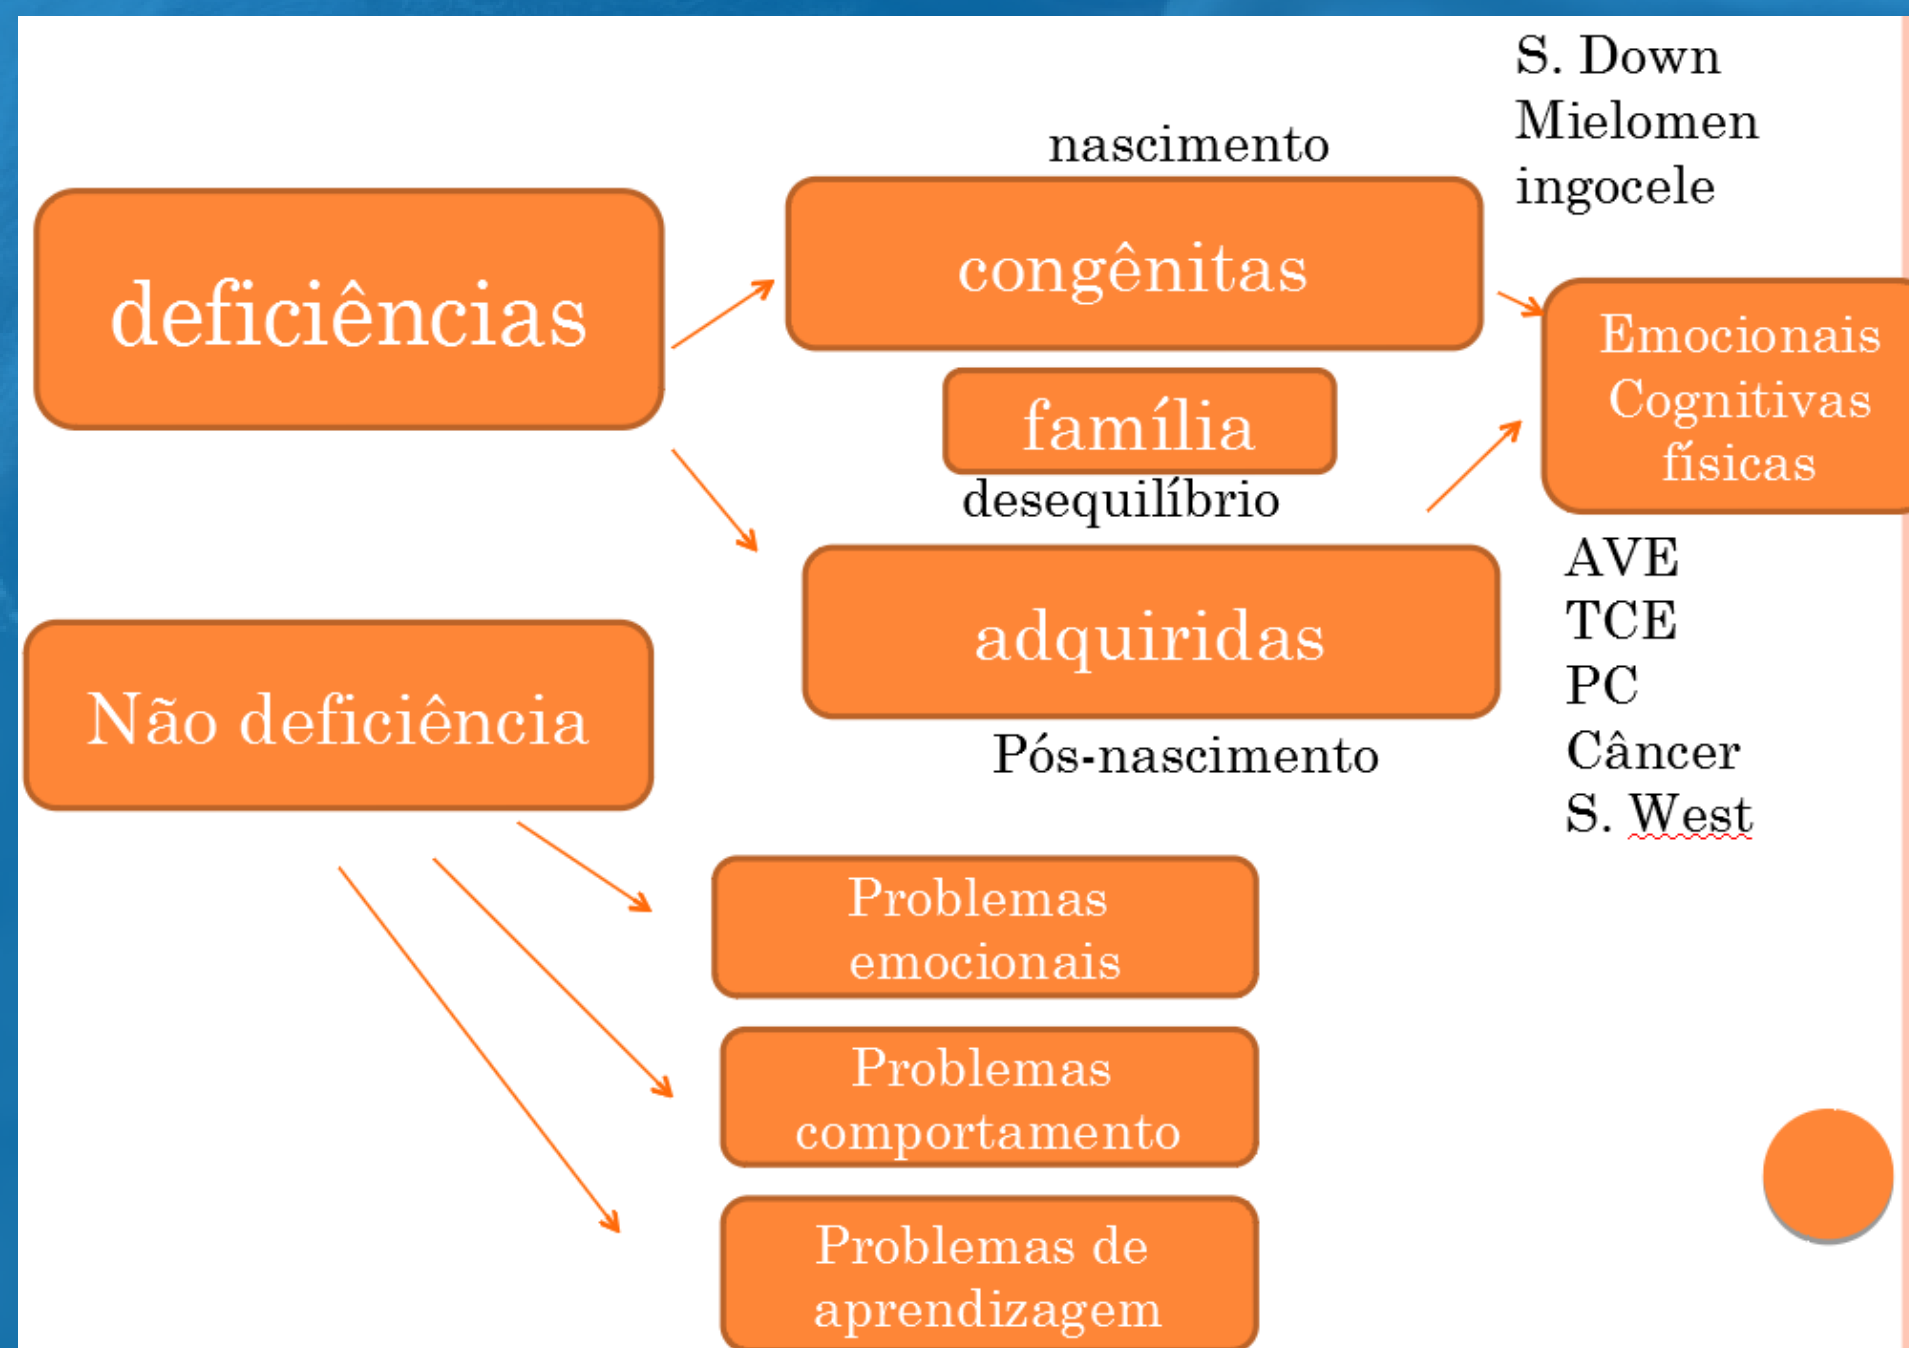 S. Down
Mielomen
ingocele
nascimento
deficiências
congênitas
Emocionais
Cognitivas
físicas
família
desequilíbrio
adquiridas
Pós-nascimento
AVE
TCE
PC
Câncer
S. West
Não deficiência
Problemas
emocionais
Problemas
comportamento
Problemas de
aprendizagem